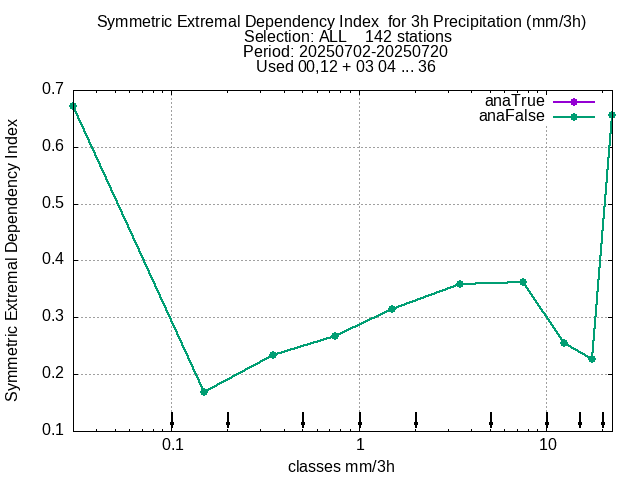 Symmetric Extremal Dependency Index  for 3h Precipitation (mm/3h)
Selection: ALL    142 stations
Period: 20250702-20250720
Used 00,12 + 03 04 ... 36
anaTrue
anaFalse
Symmetric Extremal Dependency Index
0.7
0.6
0.5
0.4
0.3
0.2
0.1
0.1 1 10
classes mm/3h